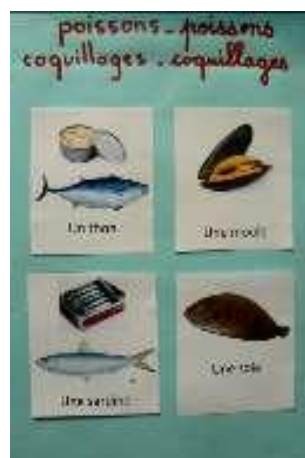 poissons - poissons
coquillages - coquillages
Un thon
Une moule
Une sardine
Une sole